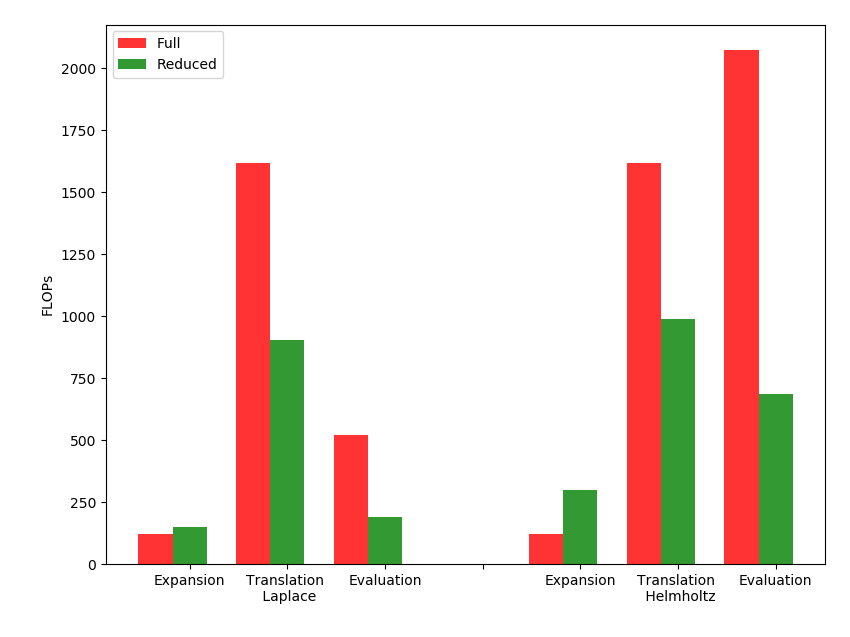 Full
Reduced
2000
1750
1500
1250
1000
750
500
250
0
FLOPs
Expansion Translation Evaluation Expansion Translation Evaluation
Laplace Helmholtz